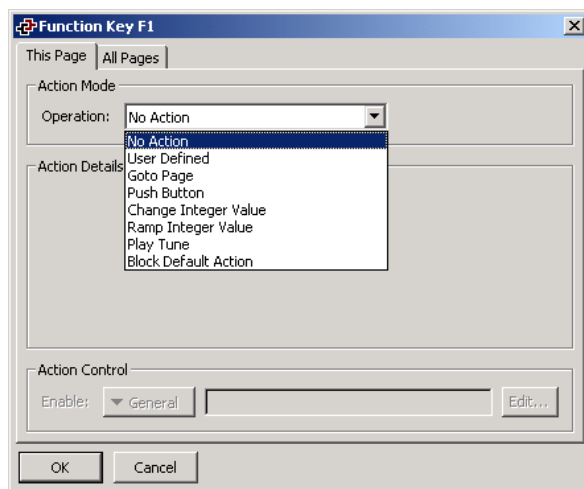 Function Key F1
This Page All Pages
Action Mode
Operation: No Action
No Action
User Defined
Action Details
Goto Page
Push Button
Change Integer Value
Ramp Integer Value
Play Tune
Block Default Action
Action Control
Enable: General Edit...
OK Cancel